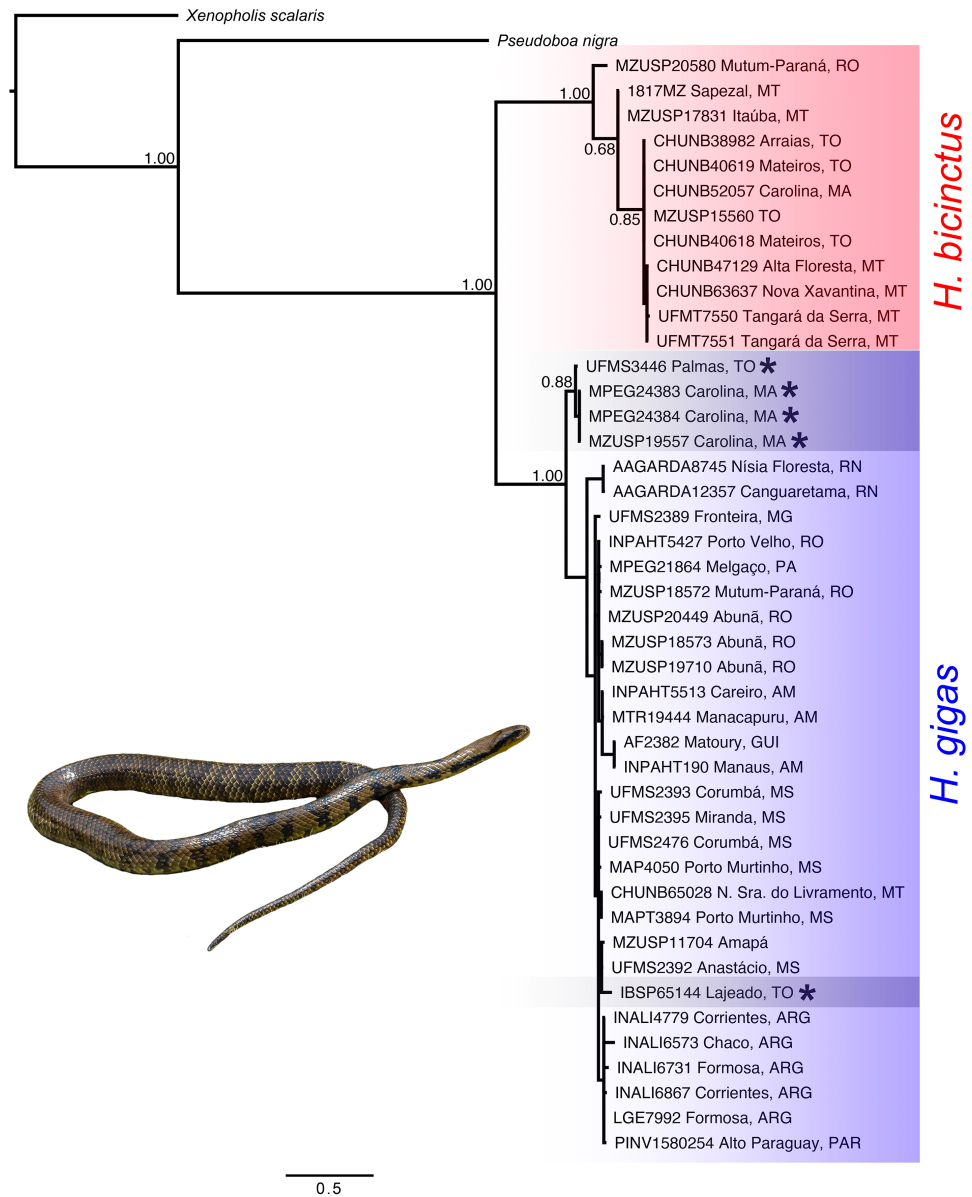 Xenopholis scalaris
Pseudoboa nigra
MZUSP20580 Mutum-Paraná, RO
1.00
1817MZ Sapezal, MT
MZUSP17831 Itaúba, MT
CHUNB38982 Arraias, TO
0.68
1.00
CHUNB40619 Mateiros, TO
CHUNB52057 Carolina, MA
MZUSP15560 TO
0.85
CHUNB40618 Mateiros, TO
CHUNB47129 Alta Floresta, MT
1.00
CHUNB63637 Nova Xavantina, MT
UFMT7550 Tangará da Serra, MT
UFMT7551 Tangará da Serra, MT
H. bicinctus
UFMS3446 Palmas, TO *
0.88
MPEG24383 Carolina, MA *
MPEG24384 Carolina, MA *
MZUSP19557 Carolina, MA *
1.00
AAGARDA8745 Nísia Floresta, RN
AAGARDA12357 Canguaretama, RN
UFMS2389 Fronteira, MG
INPAHT5427 Porto Velho, RO
MPEG21864 Melgaço, PA
MZUSP18572 Mutum-Paraná, RO
MZUSP20449 Abunã, RO
MZUSP18573 Abunã, RO
MZUSP19710 Abunã, RO
INPAHT5513 Careiro, AM
MTR19444 Manacapuru, AM
AF2382 Matoury, GUI
INPAHT190 Manaus, AM
UFMS2393 Corumbá, MS
UFMS2395 Miranda, MS
UFMS2476 Corumbá, MS
MAP4050 Porto Murtinho, MS
CHUNB65028 N. Sra. do Livramento, MT
MAPT3894 Porto Murtinho, MS
MZUSP11704 Amapá
UFMS2392 Anastácio, MS
IBSP65144 Lajeado, TO *
INALI4779 Corrientes, ARG
INALI6573 Chaco, ARG
INALI6731 Formosa, ARG
INALI6867 Corrientes, ARG
LGE7992 Formosa, ARG
PINV1580254 Alto Paraguay, PAR
H. gigas
0.5